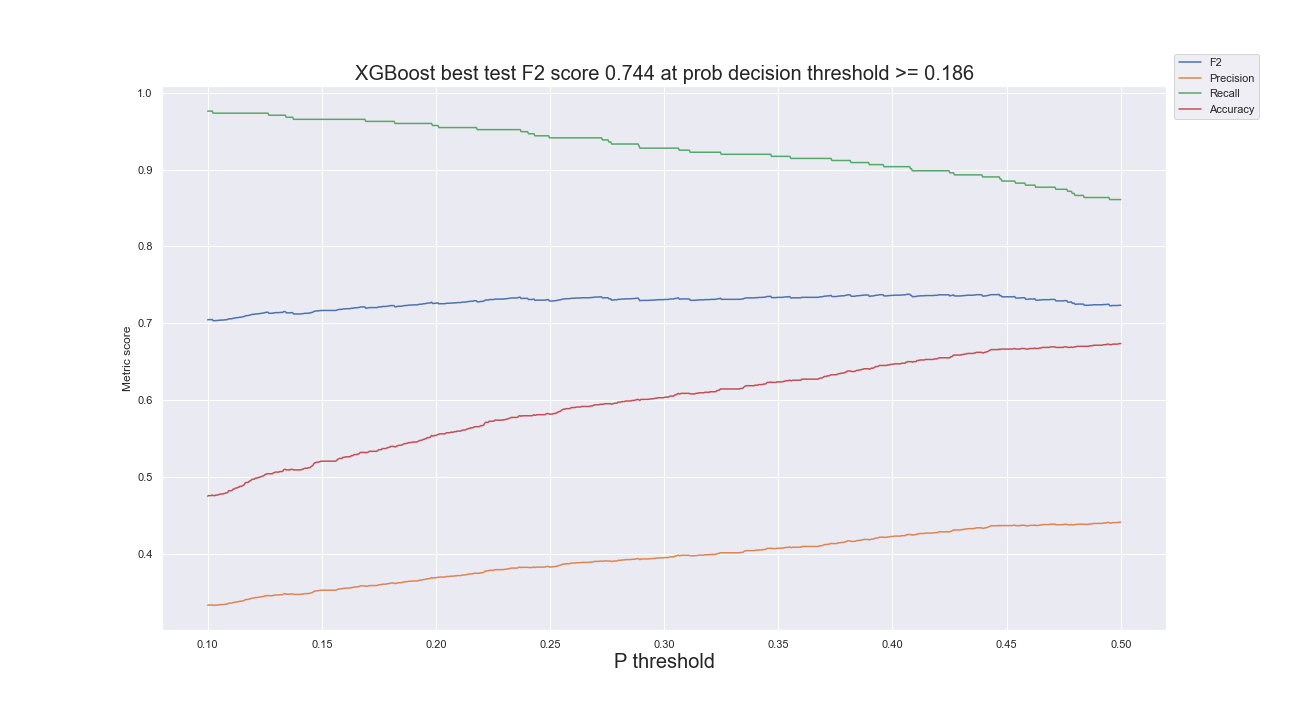 XGBoost best test F2 score 0.744 at prob decision threshold >= 0.186
F2
Precision
Recall
Accuracy
1.0
0.9
0.8
0.7
0.6
0.5
0.4
Metric score
0.10 0.15 0.20 0.25 0.30 0.35 0.40 0.45 0.50
P threshold